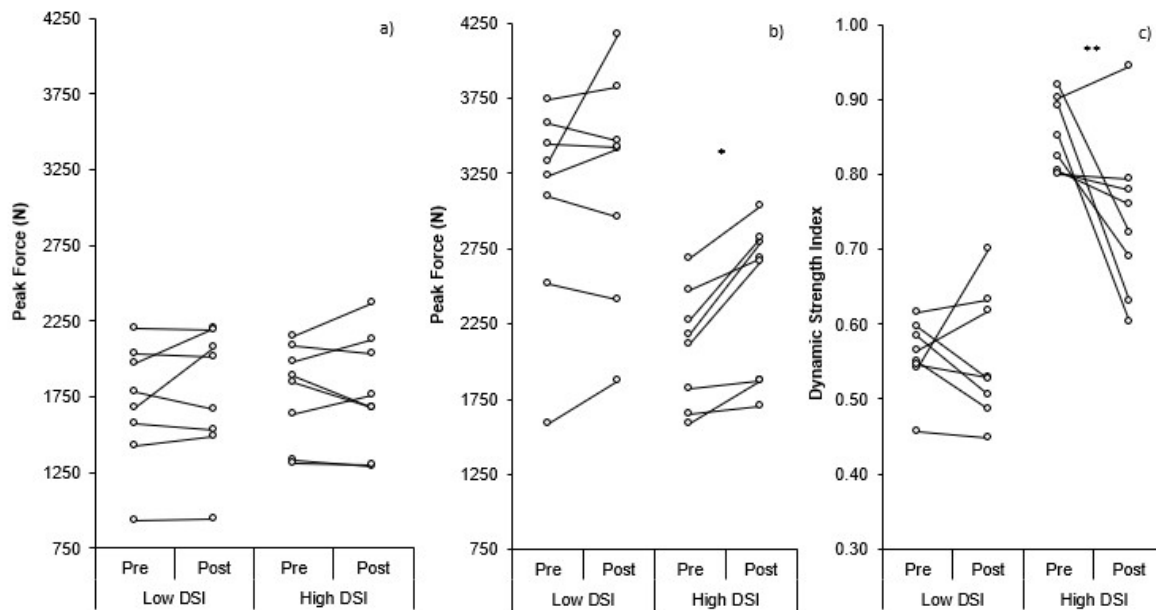 a)
Peak Force (N)
4250
3750
3250
2750
2250
1750
1250
750
Pre Post Pre Post
Low DSI High DSI
b)
Peak Force (N)
4250
3750
3250
2750
2250
1750
1250
750
*
Pre Post Pre Post
Low DSI High DSI
c)
Dynamic Strength Index
1.00
0.90
0.80
0.70
0.60
0.50
0.40
0.30
**
Pre Post Pre Post
Low DSI High DSI